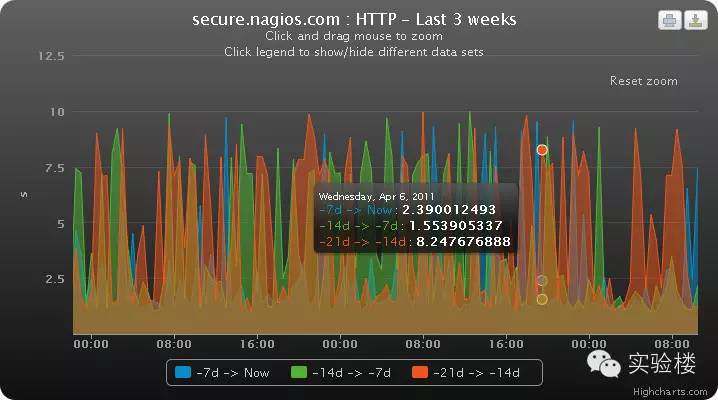 secure.nagios.com : HTTP - Last 3 weeks
Click and drag mouse to zoom
Click legend to show/hide different data sets
Reset zoom
12.5
10
7.5
5
2.5
s
Wednesday, Apr 6, 2011
-7d -> Now: 2.390012493
-14d -> -7d: 1.553905337
-21d -> -14d: 8.247676888
00:00 08:00 16:00 00:00 08:00 16:00 00:00 08:00
-7d -> Now -14d -> -7d -21d -> -14d
实验楼
Highcharts.com